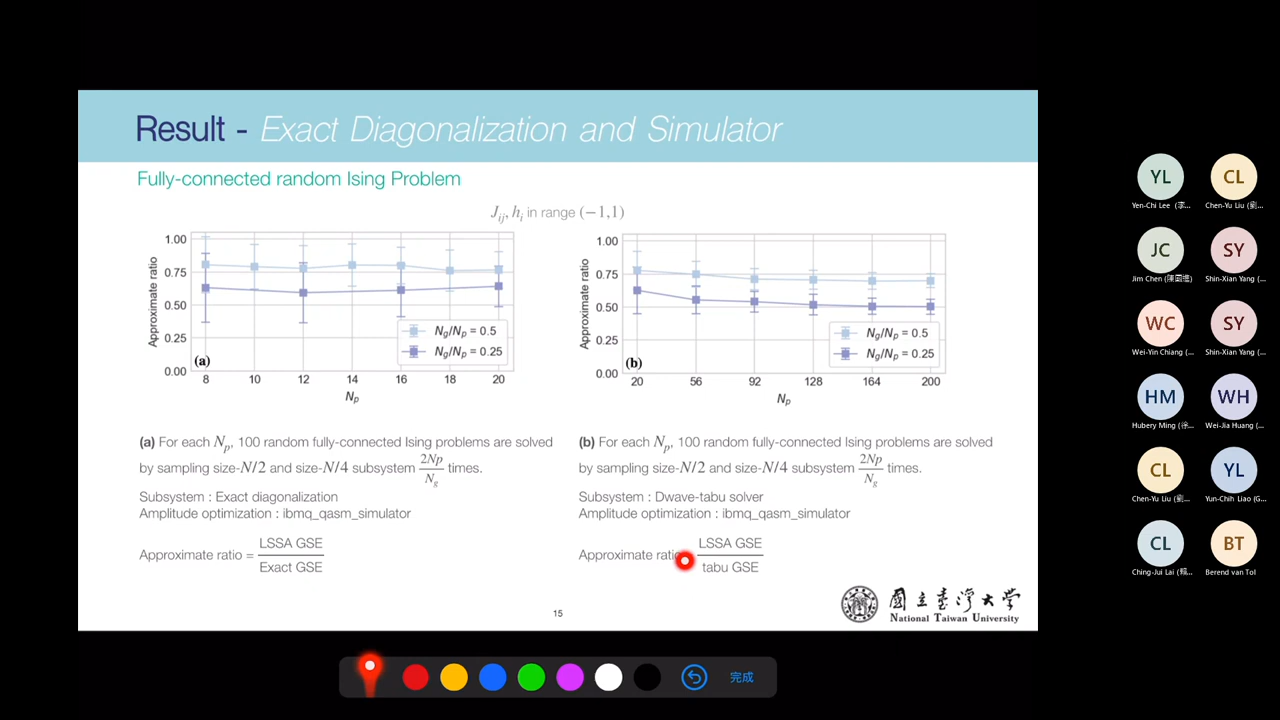 Result - Exact Diagonalization and Simulator
Fully-connected random Ising Problem
J_ij, h_i in range (−1,1)
Approximate ratio
1.00
0.75
0.50
0.25
0.00
(a)
N_g/N_p = 0.5
N_g/N_p = 0.25
8 10 12 14 16 18 20
N_p
Approximate ratio
1.00
0.75
0.50
0.25
0.00
(b)
N_g/N_p = 0.5
N_g/N_p = 0.25
20 56 92 128 164 200
N_p
(a) For each N_p, 100 random fully-connected Ising problems are solved
by sampling size-N/2 and size-N/4 subsystem 2Np/N_g times.
Subsystem : Exact diagonalization
Amplitude optimization : ibmq_qasm_simulator
Approximate ratio = LSSA GSE / Exact GSE
(b) For each N_p, 100 random fully-connected Ising problems are solved
by sampling size-N/2 and size-N/4 subsystem 2Np/N_g times.
Subsystem : Dwave-tabu solver
Amplitude optimization : ibmq_qasm_simulator
Approximate ratio LSSA GSE / tabu GSE
15
國立臺灣大學
National Taiwan University
完成
YL CL
Yen-Chi Lee (李... Chen-Yu Liu (劉...
JC SY
Jim Chen (陳國進) Shin-Xian Yang (...
WC SY
Wei-Yin Chiang (... Shin-Xian Yang (...
HM WH
Hubery Ming (徐... Wei-Jia Huang (...
CL YL
Chen-Yu Liu (劉... Yun-Chih Liao (G...
CL BT
Ching-Jui Lai (賴... Berend van Tol